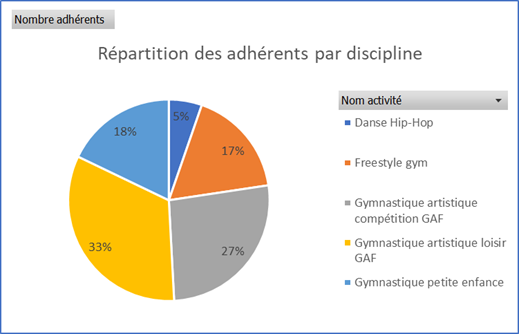 Nombre adhérents
Répartition des adhérents par discipline
5%
17%
27%
33%
18%
Nom activité
Danse Hip-Hop
Freestyle gym
Gymnastique artistique
compétition GAF
Gymnastique artistique loisir
GAF
Gymnastique petite enfance